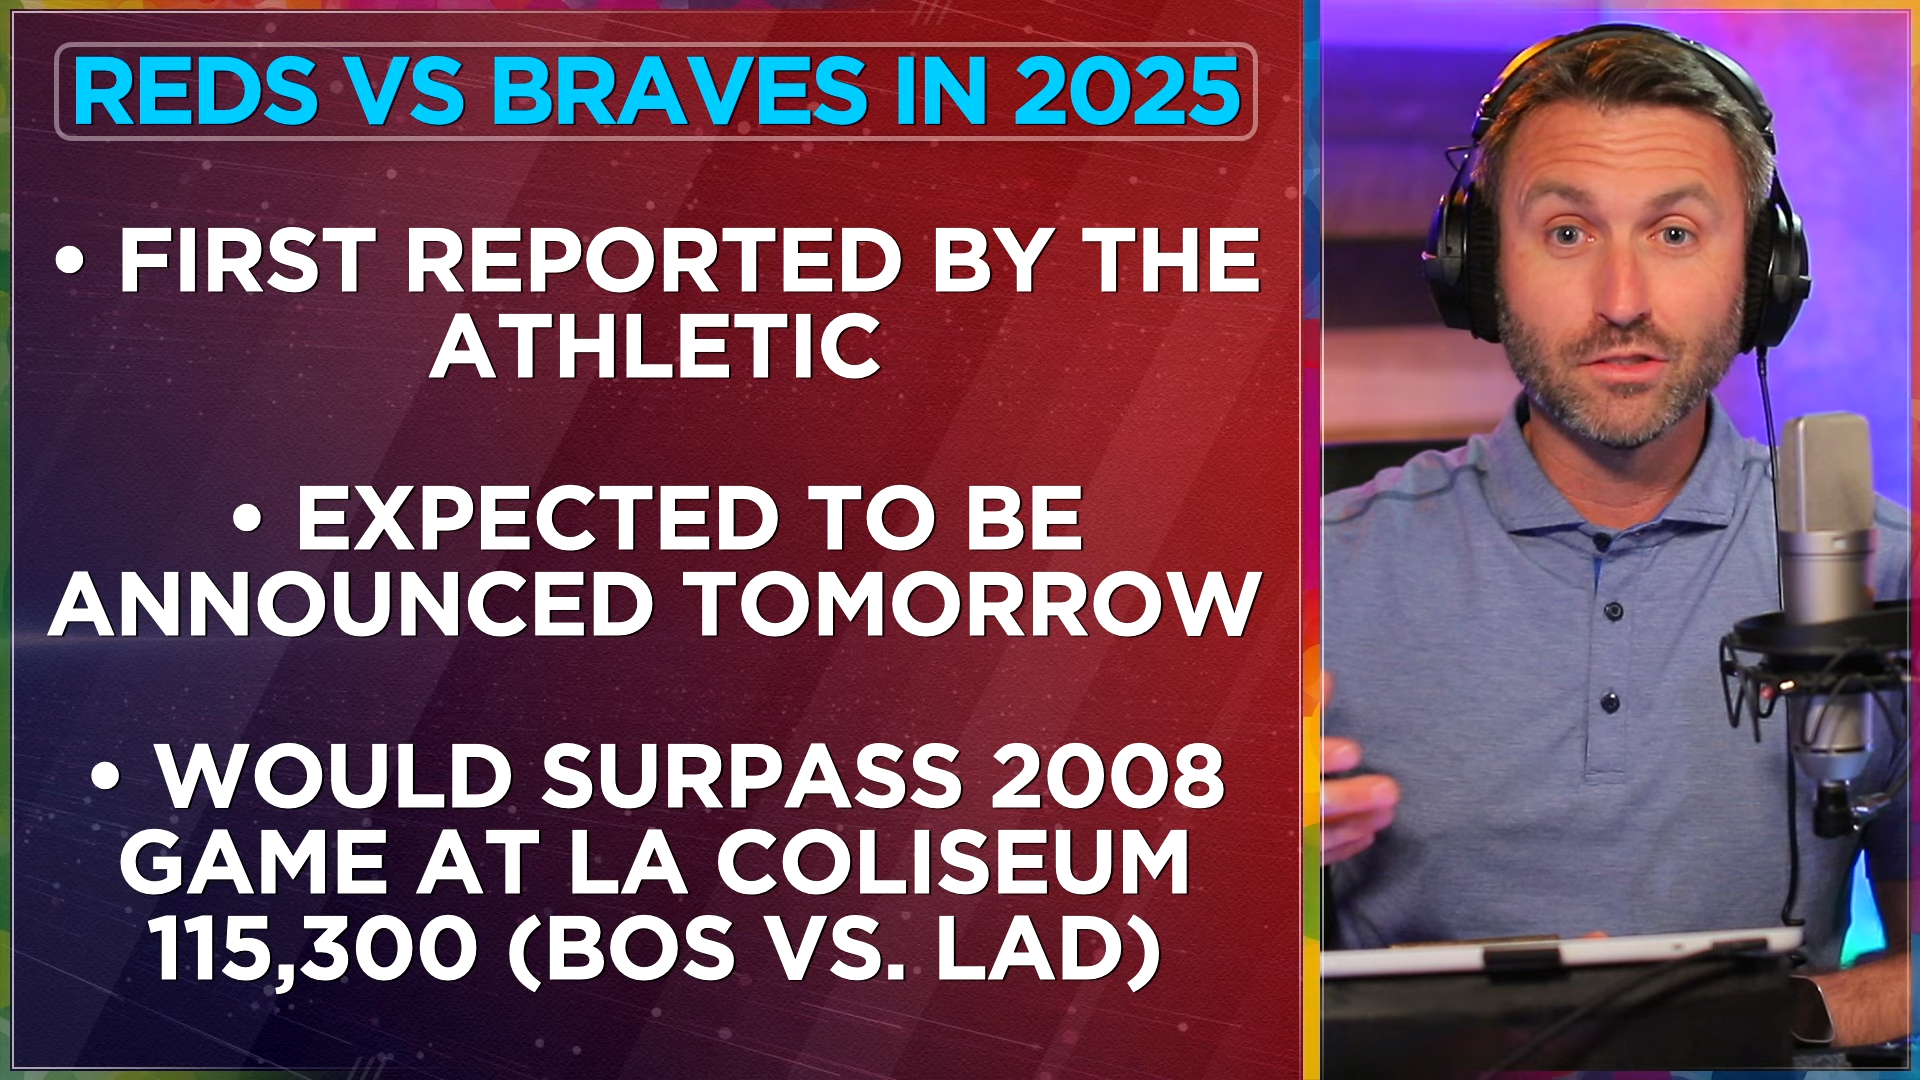 REDS VS BRAVES IN 2025
• FIRST REPORTED BY THE
ATHLETIC
• EXPECTED TO BE
ANNOUNCED TOMORROW
• WOULD SURPASS 2008
GAME AT LA COLISEUM
115,300 (BOS VS. LAD)